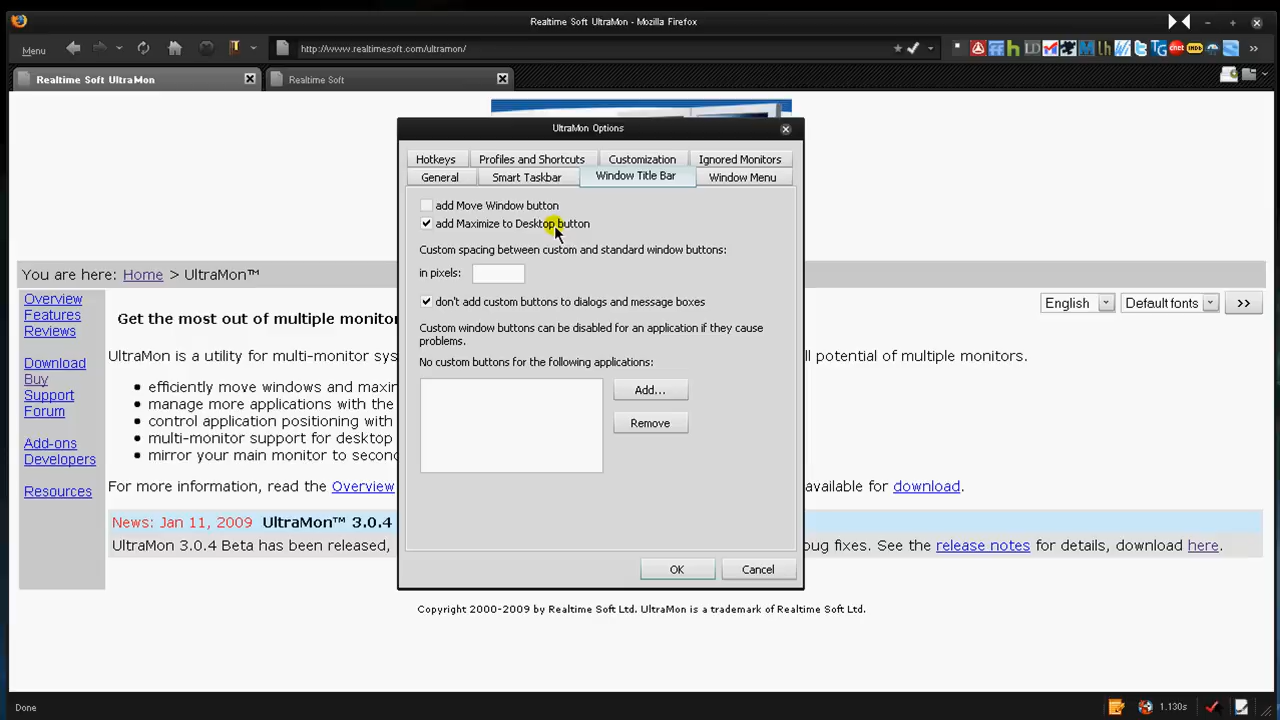 Realtime Soft UltraMon - Mozilla Firefox
Menu
http://www.realtimesoft.com/ultramon/
Realtime Soft UltraMon
Realtime Soft
UltraMon Options
Hotkeys
Profiles and Shortcuts
Customization
Ignored Monitors
General
Smart Taskbar
Window Title Bar
Window Menu
add Move Window button
add Maximize to Desktop button
Custom spacing between custom and standard window buttons:
in pixels:
don't add custom buttons to dialogs and message boxes
Custom window buttons can be disabled for an application if they cause
problems.
No custom buttons for the following applications:
Add...
Remove
OK
Cancel
You are here: Home > UltraMon™
English
Default fonts
>>
Overview
Features
Reviews
Download
Buy
Support
Forum
Add-ons
Developers
Resources
Get the most out of multiple monitor
UltraMon is a utility for multi-monitor sys
l potential of multiple monitors.
efficiently move windows and maxi
manage more applications with the
control application positioning with
multi-monitor support for desktop
mirror your main monitor to secon
For more information, read the Overview
available for download.
News: Jan 11, 2009 UltraMon™ 3.0.4
UltraMon 3.0.4 Beta has been released,
ug fixes. See the release notes for details, download here.
Copyright 2000-2009 by Realtime Soft Ltd. UltraMon is a trademark of Realtime Soft Ltd.
Done
1.130s